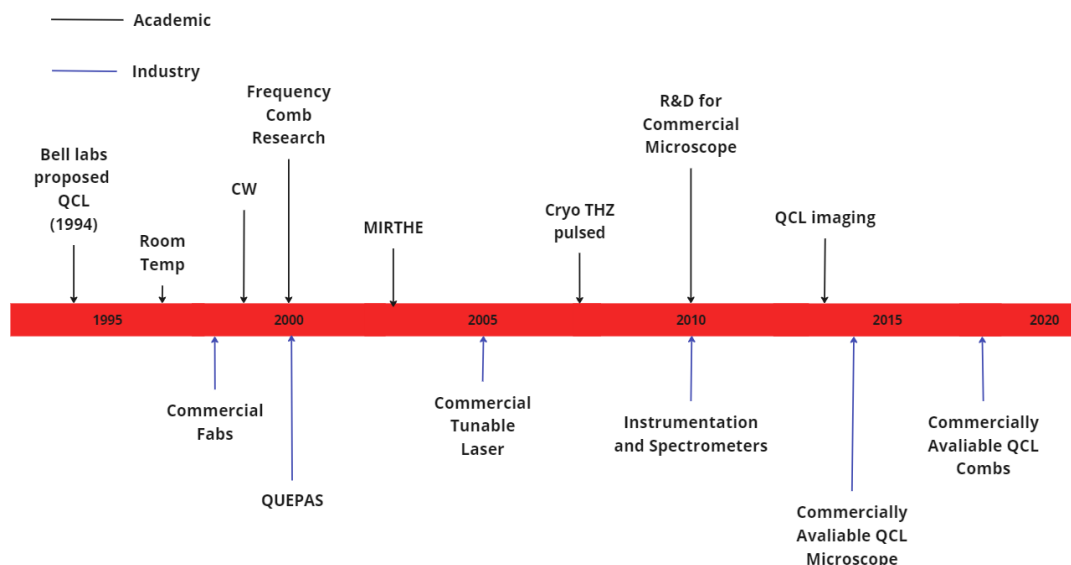 Academic
Industry
Frequency
Comb
Research
R&D for
Commercial
Microscope
Bell labs
proposed
QCL
(1994)
CW
Room
Temp
MIRTHE
Cryo THZ
pulsed
QCL imaging
1995
2000
2005
2010
2015
2020
Commercial
Fabs
QUEPAS
Commercial
Tunable
Laser
Instrumentation
and Spectrometers
Commercially
Avaliable QCL
Microscope
Commercially
Avaliable QCL
Combs